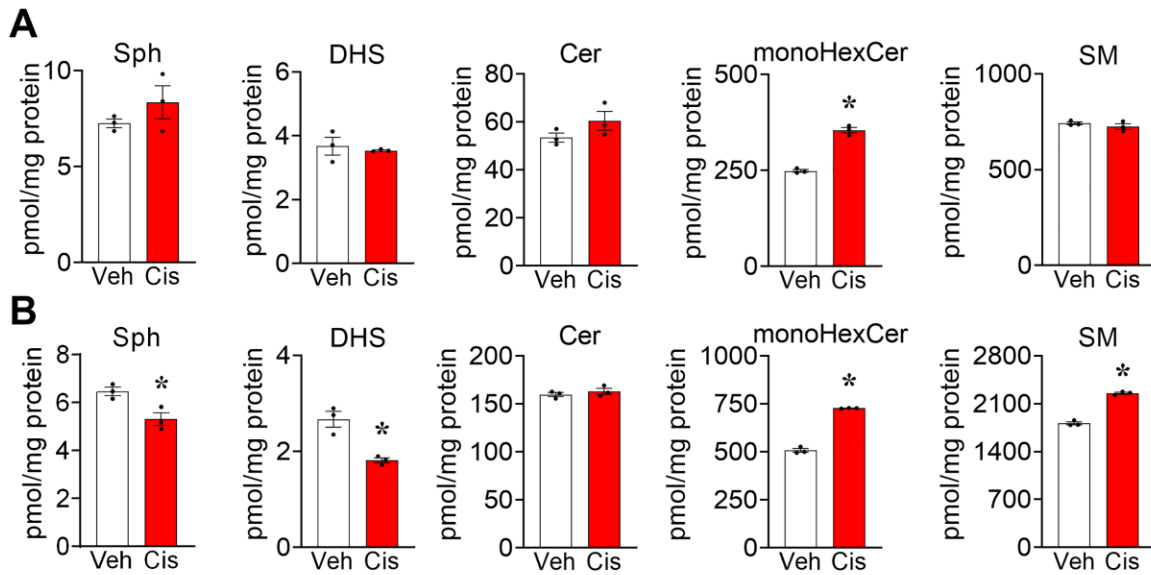 A
Sph
DHS
Cer
monoHexCer
SM
pmol/mg protein
10
5
0
Veh Cis
pmol/mg protein
6
4
2
0
Veh Cis
pmol/mg protein
80
60
40
20
0
Veh Cis
pmol/mg protein
500
250
0
*
Veh Cis
pmol/mg protein
1000
500
0
Veh Cis
B
Sph
DHS
Cer
monoHexCer
SM
pmol/mg protein
8
6
4
2
0
*
Veh Cis
pmol/mg protein
4
2
0
*
Veh Cis
pmol/mg protein
200
150
100
50
0
Veh Cis
pmol/mg protein
1000
750
500
250
0
*
Veh Cis
pmol/mg protein
2800
2100
1400
700
0
*
Veh Cis